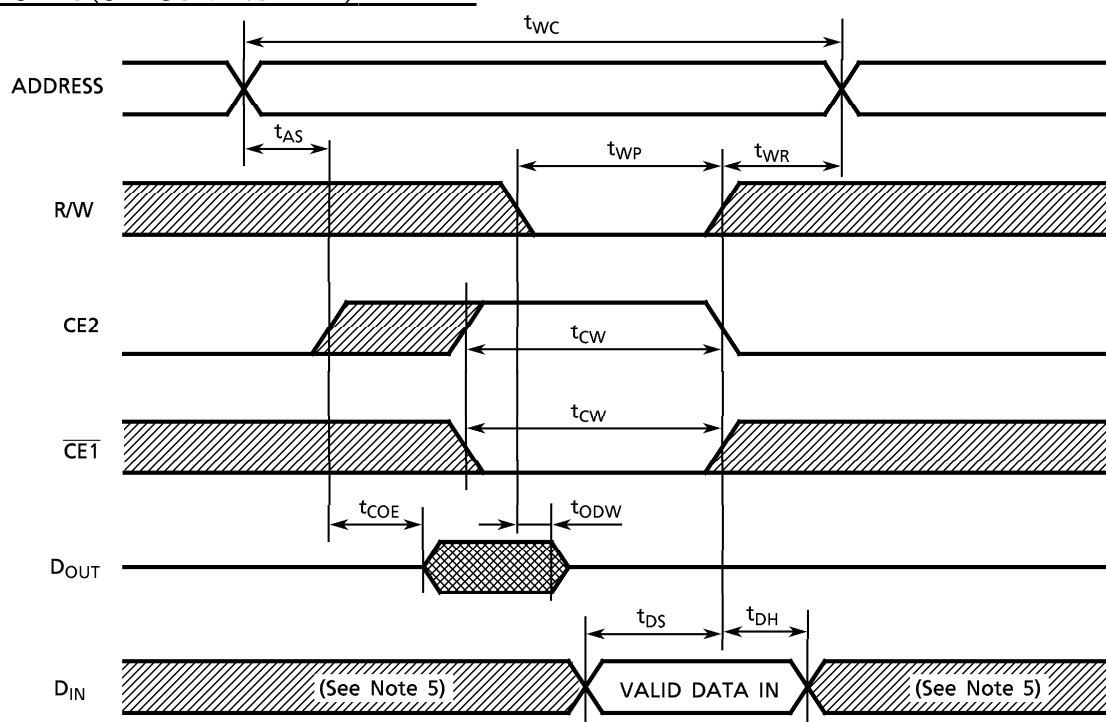 tWC
ADDRESS
tAS
tWP
tWR
R/W
CE2
tCW
tCW
CE1
tCOE
tODW
DOUT
tDS
tDH
DIN
(See Note 5)
VALID DATA IN
(See Note 5)